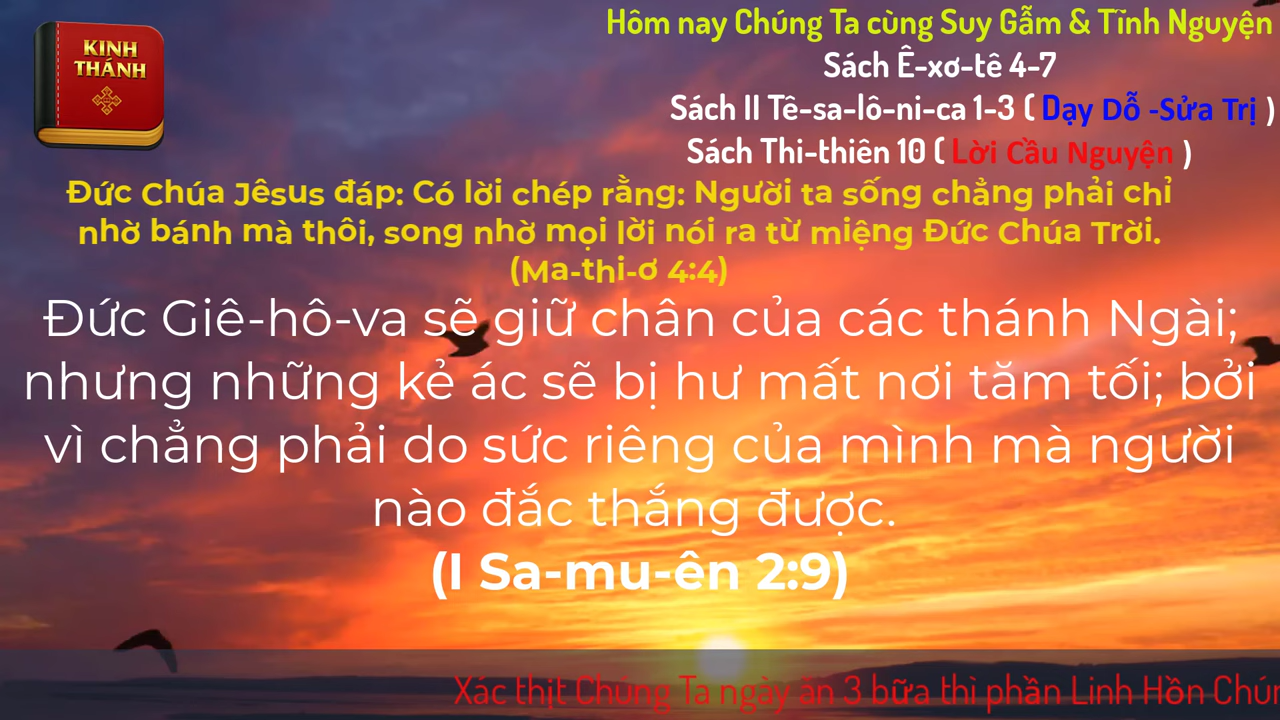 KINH
THÁNH
Hôm nay Chúng Ta cùng Suy Gẫm & Tĩnh Nguyện
Sách Ê-xơ-tê 4-7
Sách II Tê-sa-lô-ni-ca 1-3 ( Dạy Dỗ -Sửa Trị )
Sách Thi-thiên 10 ( Lời Cầu Nguyện )
Đức Chúa Jêsus đáp: Có lời chép rằng: Người ta sống chẳng phải chỉ
nhờ bánh mà thôi, song nhờ mọi lời nói ra từ miệng Đức Chúa Trời.
(Ma-thi-ơ 4:4)
Đức Giê-hô-va sẽ giữ chân của các thánh Ngài;
nhưng những kẻ ác sẽ bị hư mất nơi tăm tối; bởi
vì chẳng phải do sức riêng của mình mà người
nào đắc thắng được.
(I Sa-mu-ên 2:9)
Xác thịt Chúng Ta ngày ăn 3 bữa thì phần Linh Hồn